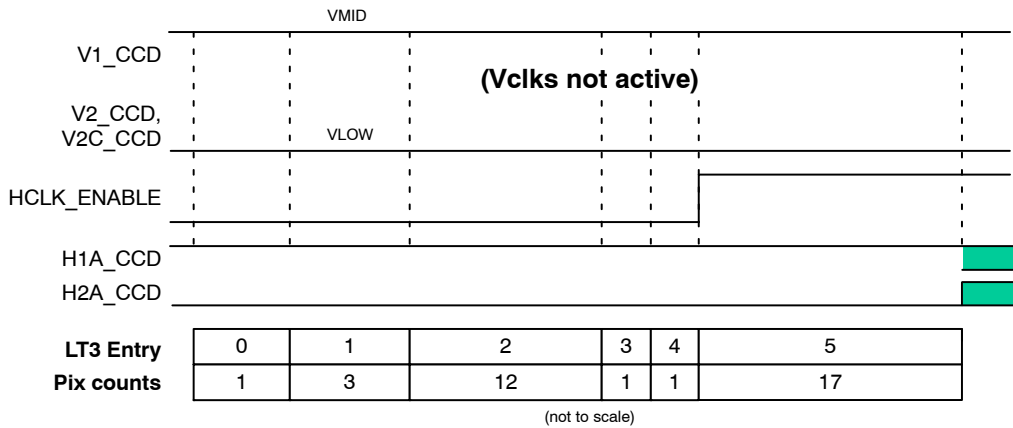 VMID
V1_CCD
(Vclks not active)
V2_CCD,
V2C_CCD
VLOW
HCLK_ENABLE
H1A_CCD
H2A_CCD
LT3 Entry 0 1 2 3 4 5
Pix counts 1 3 12 1 1 17
(not to scale)